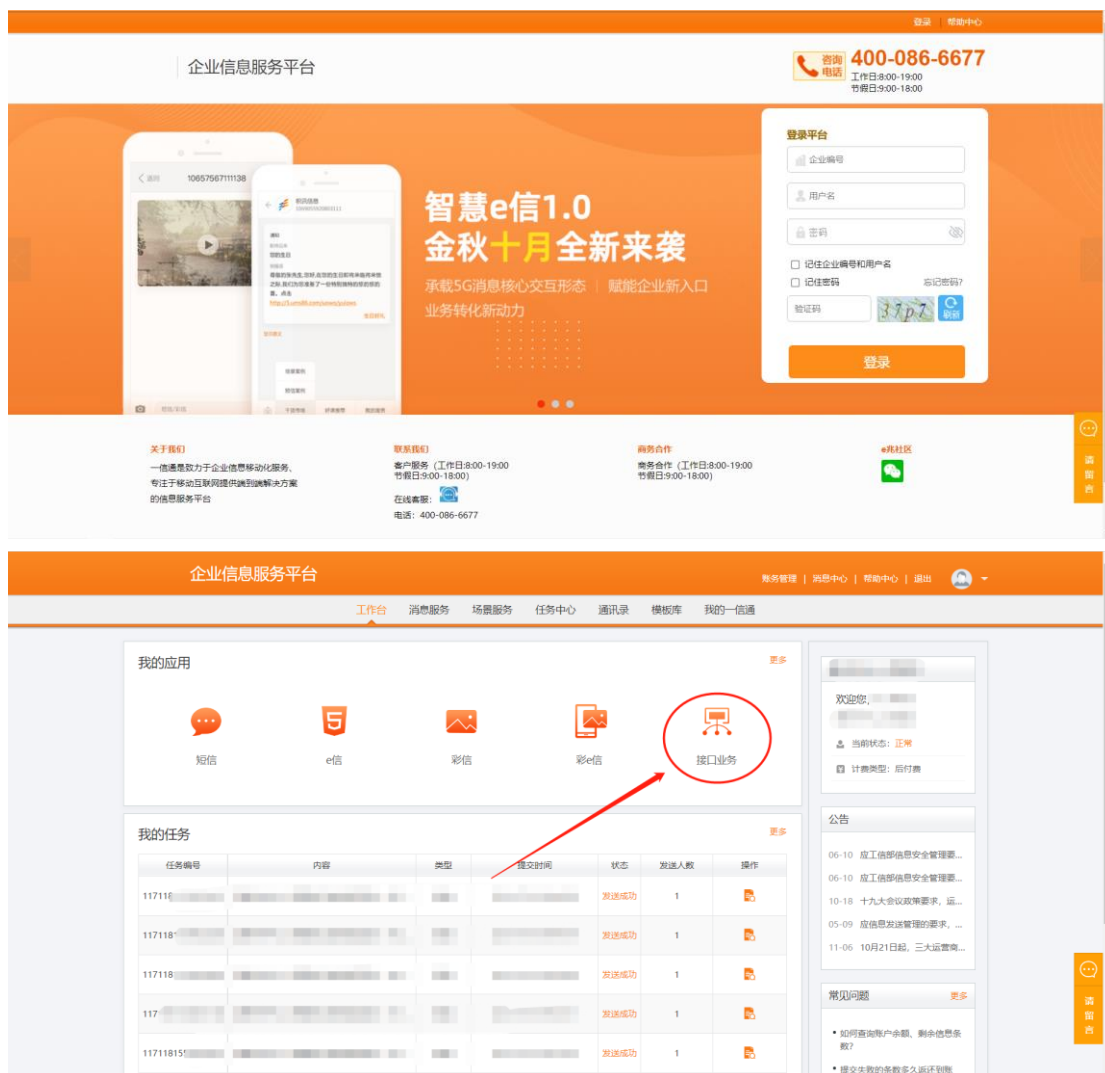 登录 | 帮助中心
企业信息服务平台
咨询电话
400-086-6677
工作日:8:00-19:00
节假日:9:00-18:00
10657567111138
智慧e信1.0
金秋十月全新来袭
承载5G消息核心交互形态 | 赋能企业新入口
业务转化新动力
登录平台
企业编号
用户名
密码
记住企业编号和用户名
记住密码
忘记密码?
验证码
37p7
刷新
登录
关于我们
一信通是致力于企业信息移动化服务、
专注于移动互联网提供端到端解决方案
的信息服务平台
联系我们
客户服务（工作日:8:00-19:00
节假日:9:00-18:00）
在线客服：
电话：400-086-6677
商务合作
商务合作（工作日:8:00-19:00
节假日:9:00-18:00）
e兆社区
请留言
企业信息服务平台
账务管理 | 消息中心 | 帮助中心 | 退出
工作台 消息服务 场景服务 任务中心 通讯录 模板库 我的一信通
我的应用
更多
短信 e信 彩信 彩e信 接口业务
我的任务
更多
任务编号 内容 类型 提交时间 状态 发送人数 操作
117118 发送成功 1
117118 发送成功 1
117118 发送成功 1
117 发送成功 1
11711815 发送成功 1
欢迎您,
当前状态：正常
计费类型：后付费
公告
06-10 应工信部信息安全管理要...
06-10 应工信部信息安全管理要...
10-18 十九大会议政策要求，运...
05-09 应信息发送管理的要求，...
11-06 10月21日起，三大运营商...
常见问题
更多
如何查询账户余额、剩余信息条
数?
提交失败的条数多久返还到账
请留言